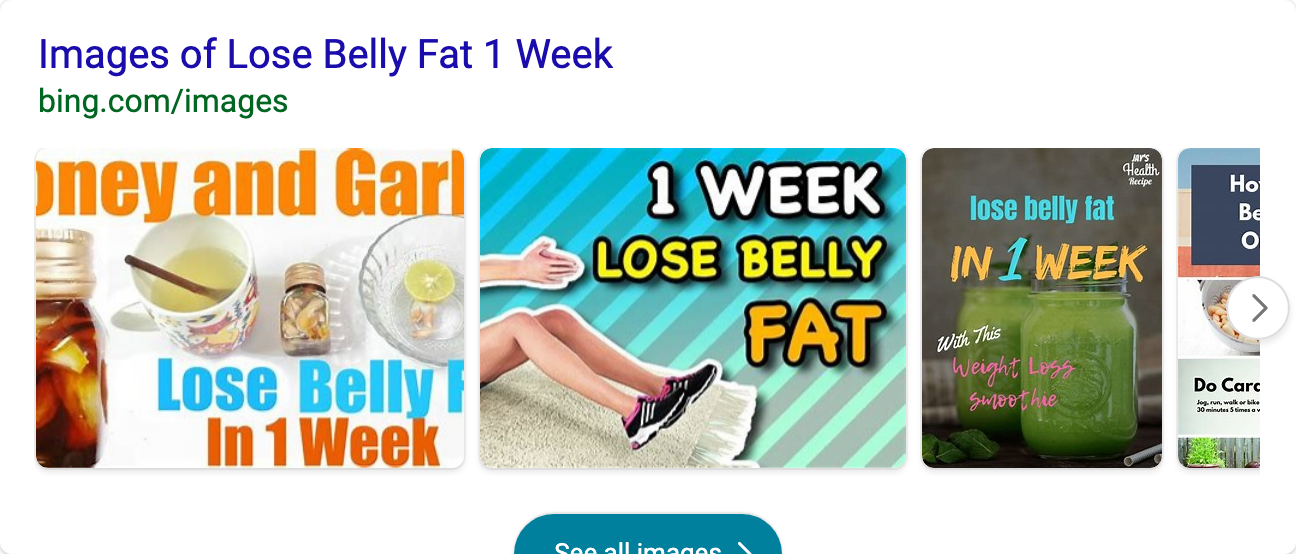 Images of Lose Belly Fat 1 Week
bing.com/images
oney and Garl
Lose Belly F
In 1 Week
1 WEEK
LOSE BELLY
FAT
JAY'S
Health
Recipe
lose belly fat
IN 1 WEEK
With This
Weight Loss
smoothie
Ho
Be
O
Do Card
Jog, run, walk or bike
30 minutes 5 times a w
See all images